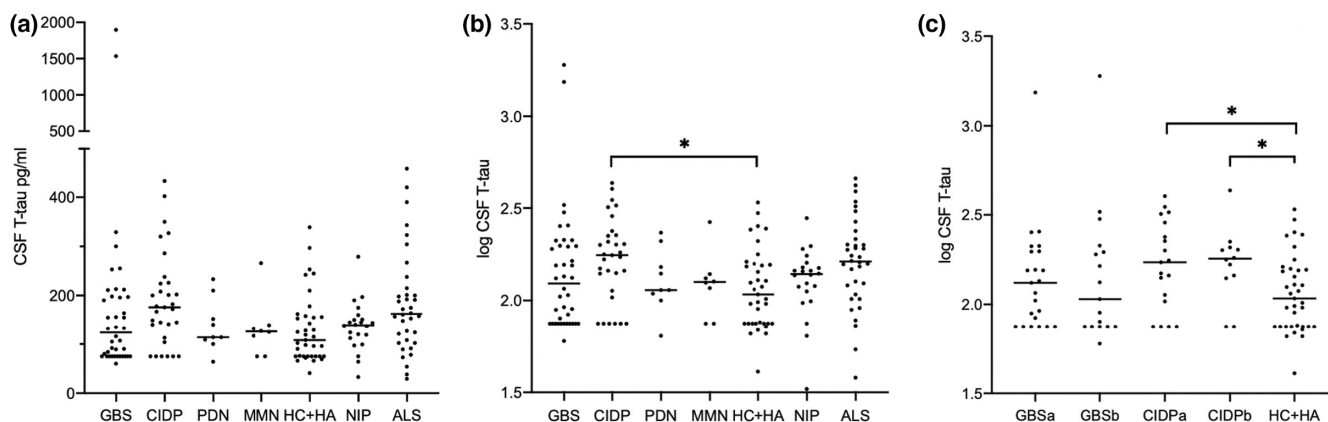 (a)
CSF T-tau pg/ml
2000
1500
1000
500
400
200
0
GBS CIDP PDN MMN HC+HA NIP ALS
(b)
log CSF T-tau
3.5
3.0
2.5
2.0
1.5
*
GBS CIDP PDN MMN HC+HA NIP ALS
(c)
log CSF T-tau
3.5
3.0
2.5
2.0
1.5
*
*
GBSa GBSb CIDPa CIDPb HC+HA